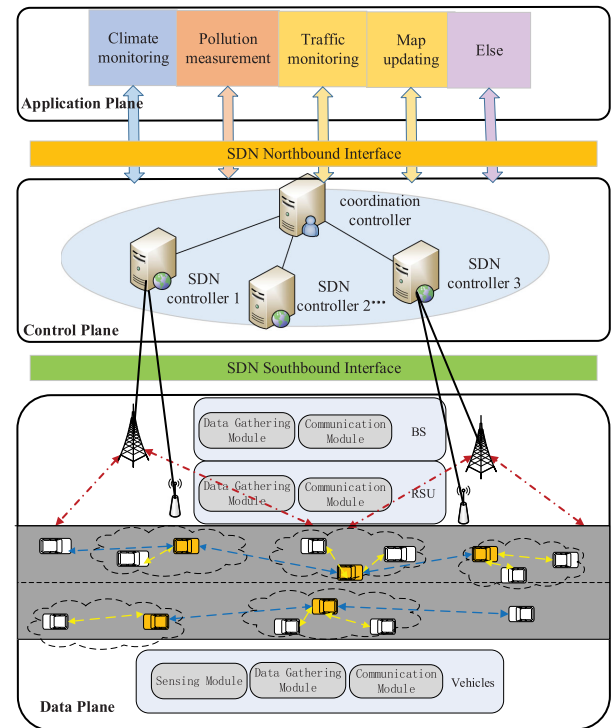 Climate
monitoring
Pollution
measurement
Traffic
monitoring
Map
updating
Else
Application Plane
SDN Northbound Interface
coordination
controller
SDN
controller 1
SDN
controller 2...
SDN
controller 3
Control Plane
SDN Southbound Interface
Data Gathering
Module
Communication
Module
BS
Data Gathering
Module
Communication
Module
RSU
Sensing Module
Data Gathering
Module
Communication
Module
Vehicles
Data Plane